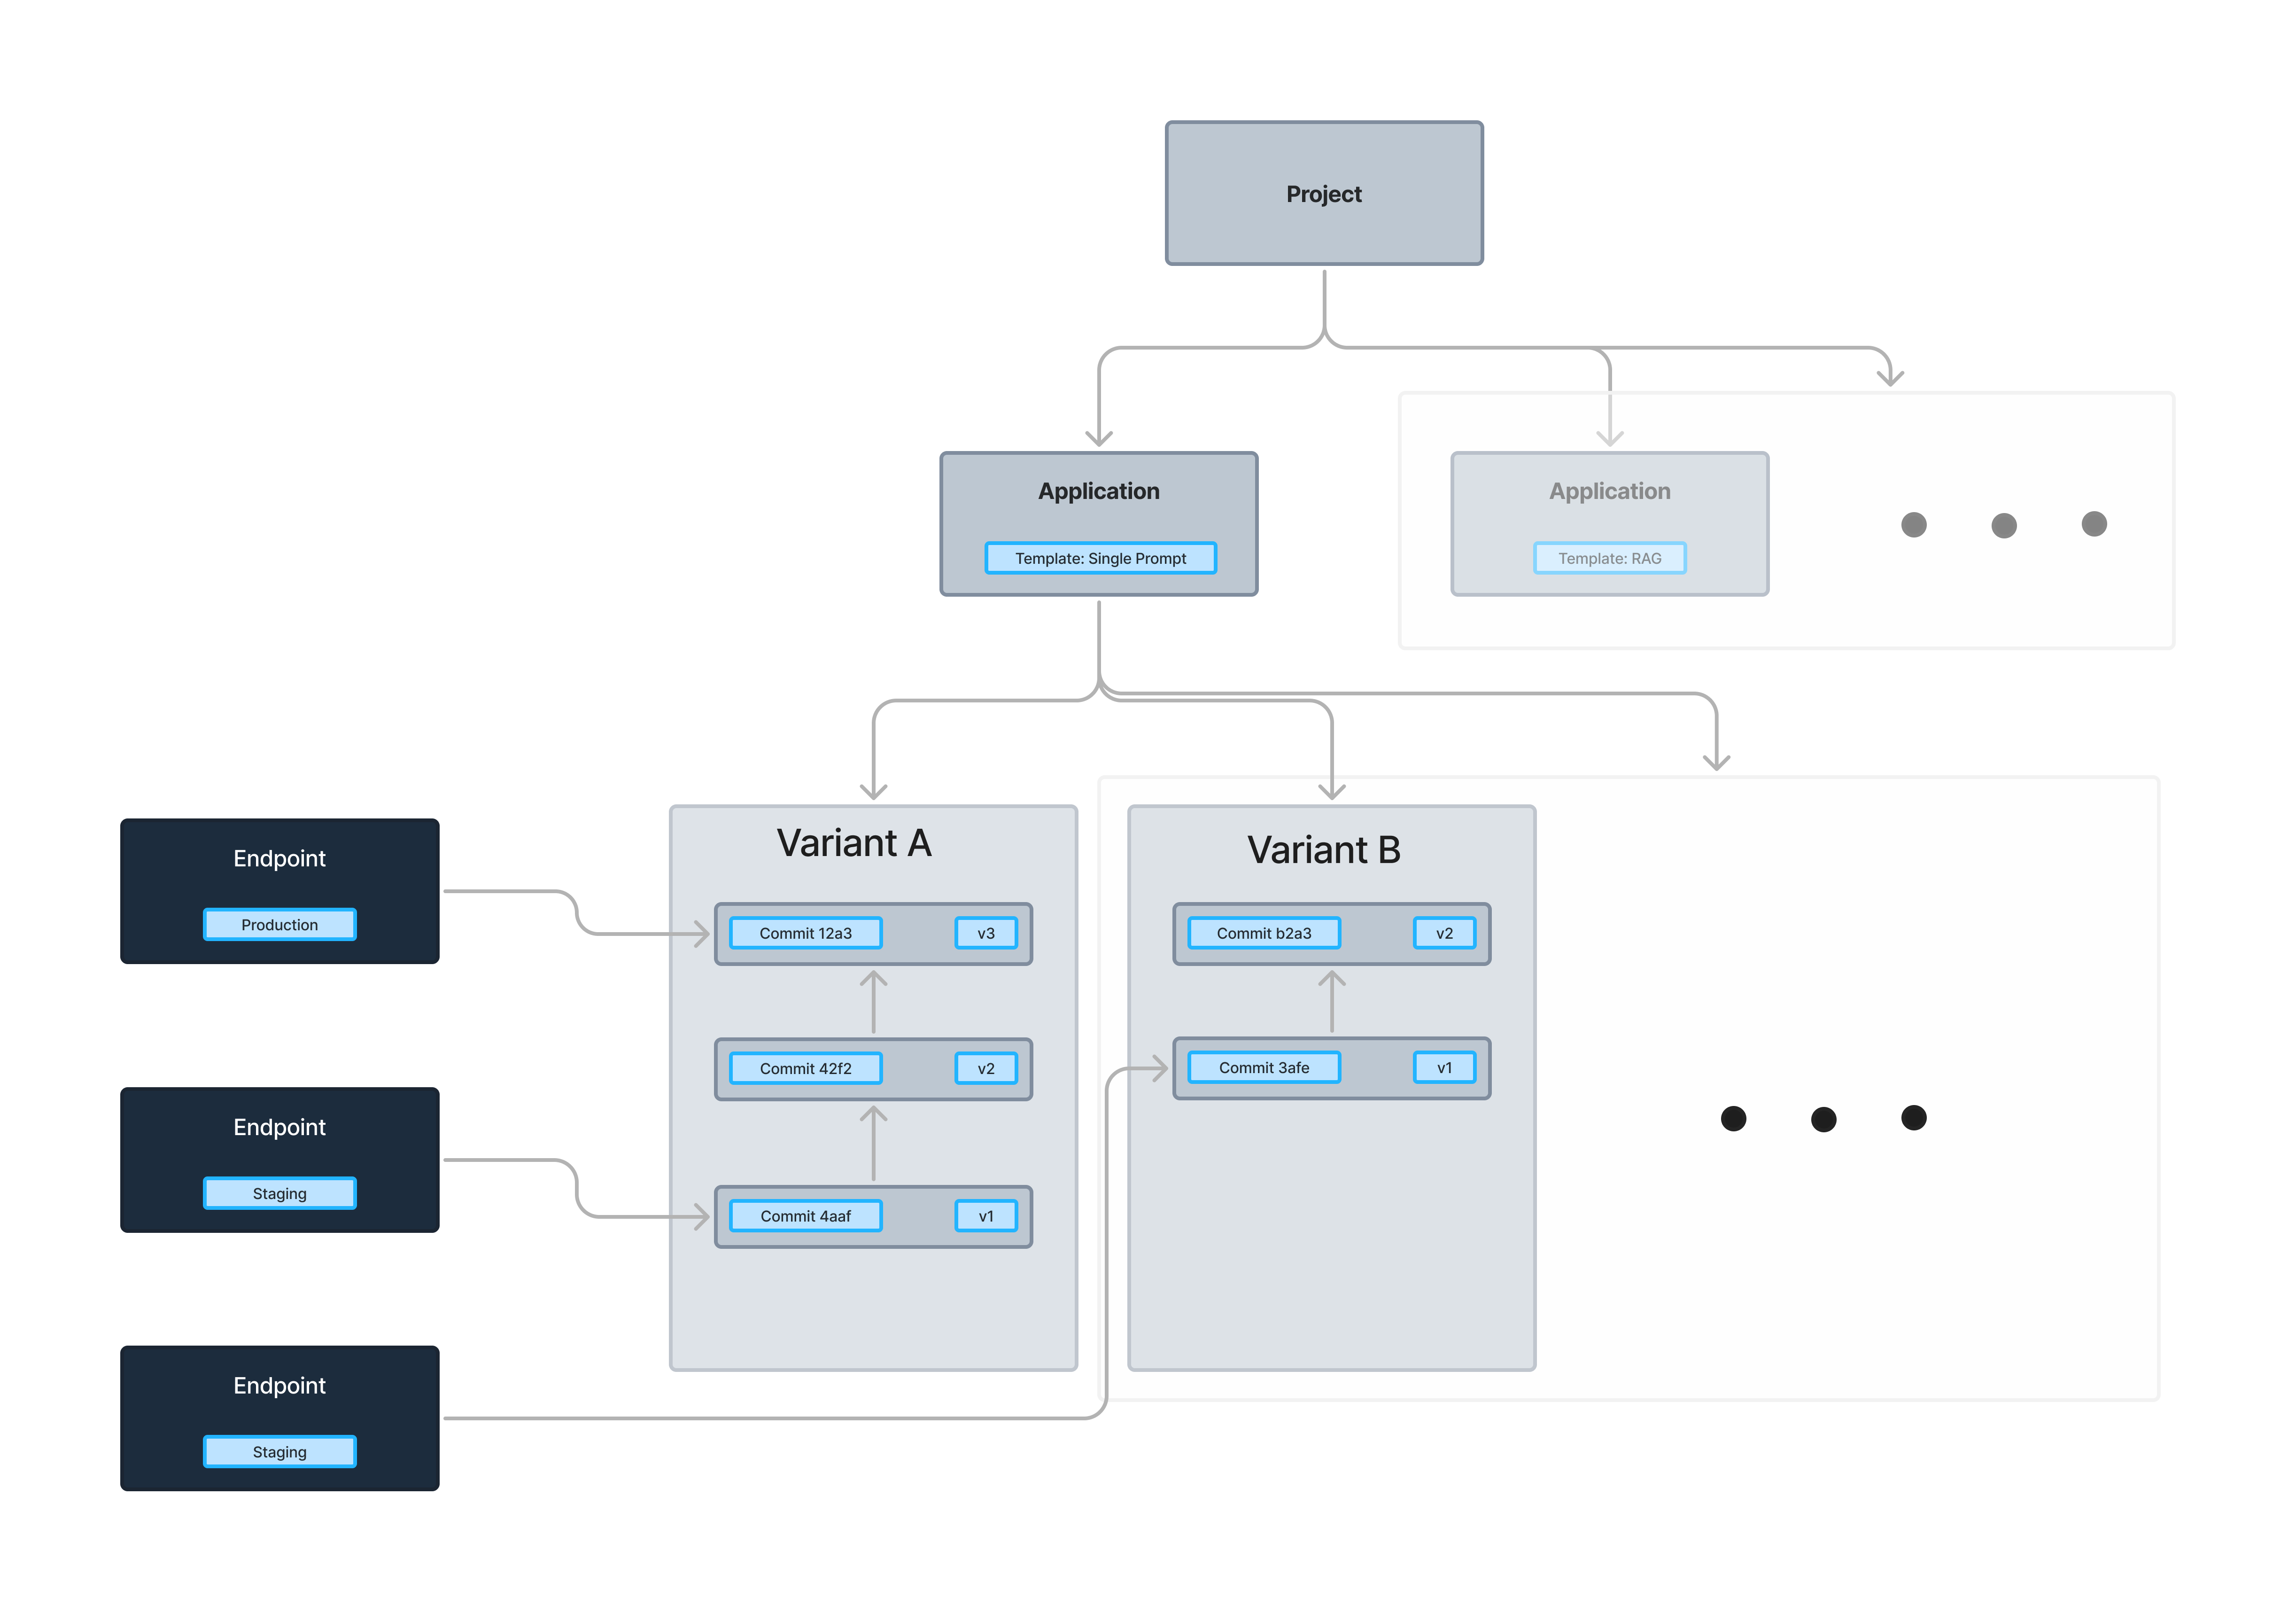 Project
Application
Template: Single Prompt
Application
Template: RAG
Endpoint
Production
Endpoint
Staging
Endpoint
Staging
Variant A
Commit 12a3
v3
Commit 42f2
v2
Commit 4aaf
v1
Variant B
Commit b2a3
v2
Commit 3afe
v1